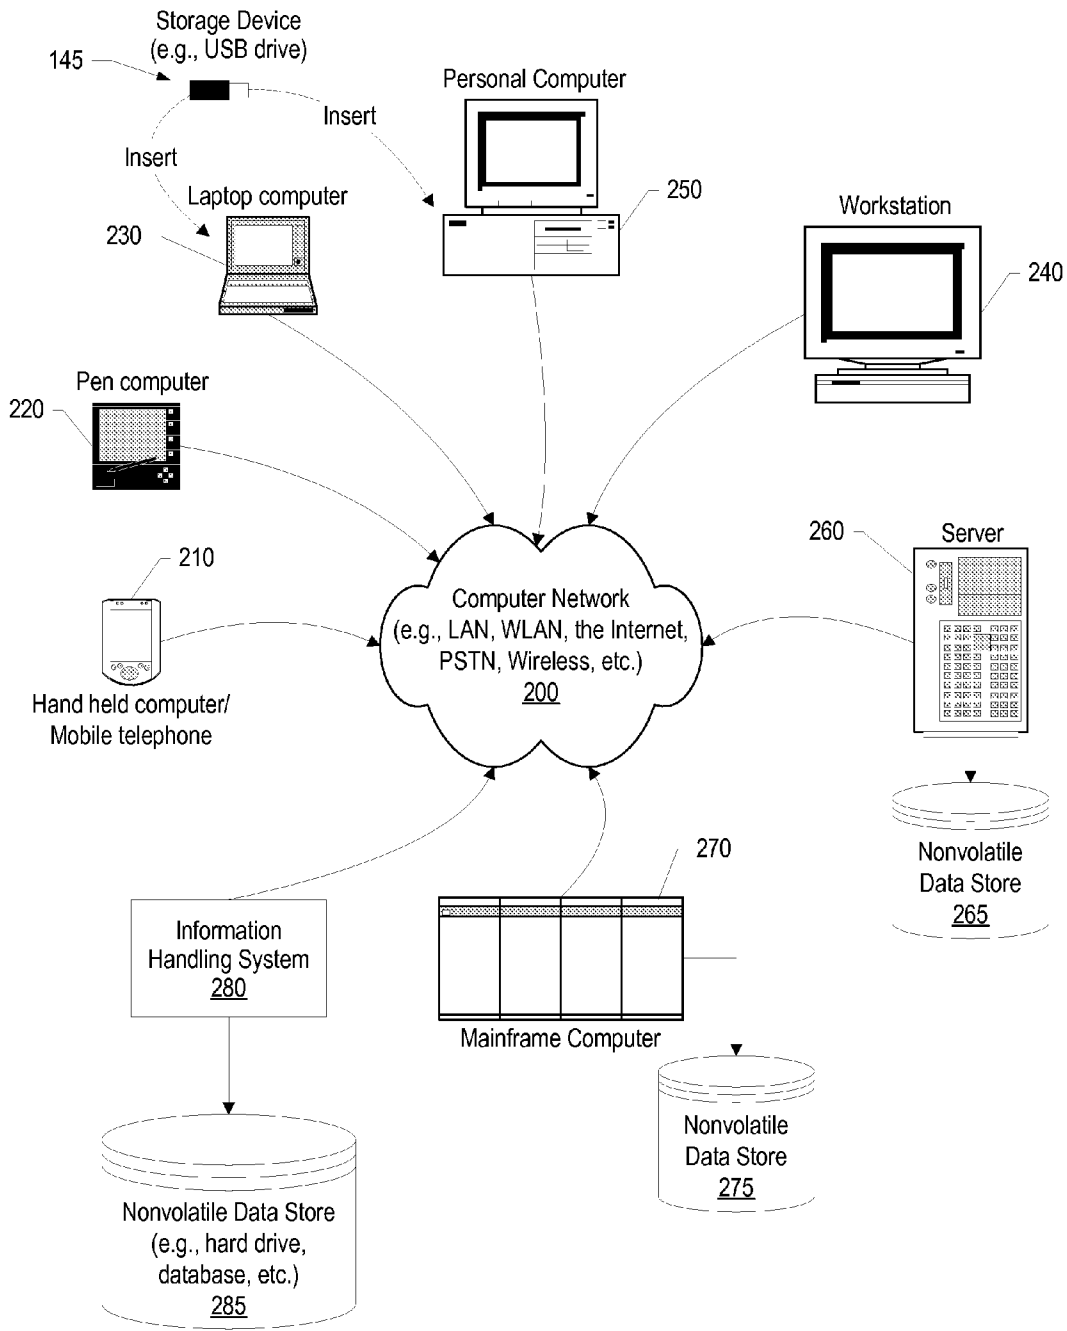 Storage Device
(e.g., USB drive)
145
Insert
Insert
Personal Computer
250
Laptop computer
230
Workstation
240
Pen computer
220
210
Hand held computer/
Mobile telephone
Computer Network
(e.g., LAN, WLAN, the Internet,
PSTN, Wireless, etc.)
200
260
Server
Nonvolatile
Data Store
265
270
Mainframe Computer
Information
Handling System
280
Nonvolatile
Data Store
275
Nonvolatile Data Store
(e.g., hard drive,
database, etc.)
285